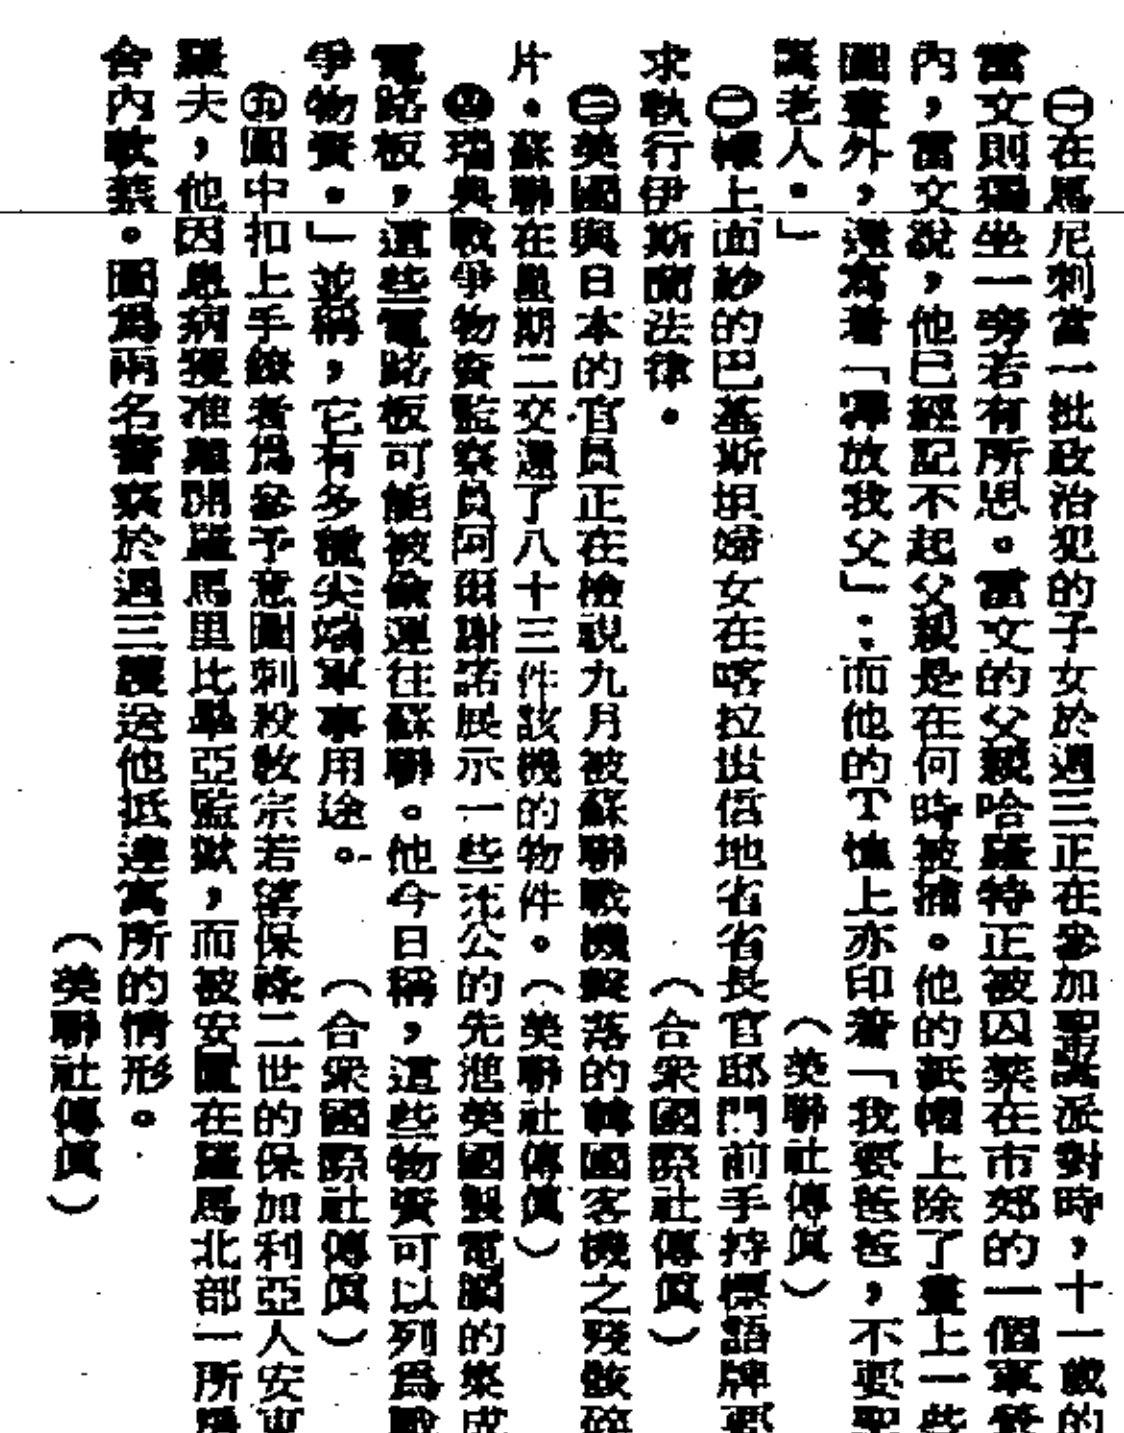 ㊀在馬尼剌當一批政治犯的子女於週三正在參加聖誕派對時，十一歲的
當文則獨坐一旁若有所思。當文的父親哈羅特正被囚禁在市郊的一個軍營
內，當文說，他已經記不起父親是在何時被捕。他的紙帽上除了畫上一些
圖畫外，還寫着「釋放我父」：而他的T恤上亦印着「我要爸爸，不要聖
誕老人。」
（美聯社傳眞）
㊁幪上面紗的巴基斯坦婦女在喀拉蚩信地省省長官邸門前手持標語牌要
求執行伊斯蘭法律。
（合衆國際社傳眞）
㊂美國與日本的官員正在檢視九月被蘇聯戰機擊落的韓國客機之殘骸碎
片。蘇聯在星期二交還了八十三件該機的物件。（美聯社傳眞）
㊃瑞典戰爭物資監察員阿爾謝諾展示一些充公的先進英國製電腦的集成
電路板，這些電路板可能被偷運往蘇聯。他今日稱，這些物資可以列爲戰
爭物資。」並稱，它有多種尖端軍事用途。
（合衆國際社傳眞）
㊄圖中扣上手鐐者爲參予意圖刺殺教宗若望保祿二世的保加利亞人安東
羅夫，他因患病獲准離開羅馬里比畢亞監獄，而被安置在羅馬北部一所
舍內軟禁。圖爲兩名警察於週三護送他抵達寓所的情形。
（美聯社傳眞）